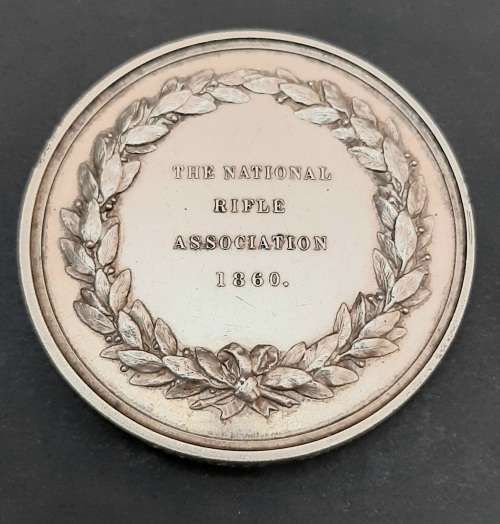 THE NATIONAL
RIFLE
ASSOCIATION
1860.